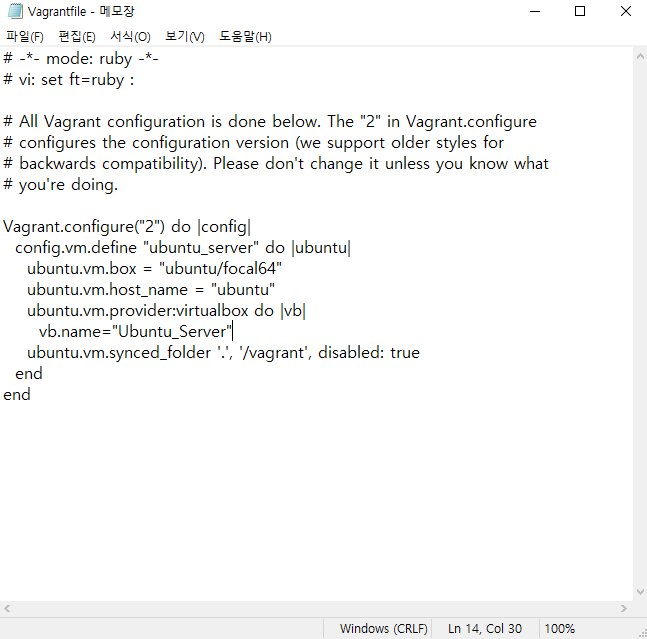 Vagrantfile - 메모장
파일(F) 편집(E) 서식(O) 보기(V) 도움말(H)
# -*- mode: ruby -*-
# vi: set ft=ruby :

# All Vagrant configuration is done below. The "2" in Vagrant.configure
# configures the configuration version (we support older styles for
# backwards compatibility). Please don't change it unless you know what
# you're doing.

Vagrant.configure("2") do |config|
   config.vm.define "ubuntu_server" do |ubuntu|
      ubuntu.vm.box = "ubuntu/focal64"
      ubuntu.vm.host_name = "ubuntu"
      ubuntu.vm.provider:virtualbox do |vb|
         vb.name="Ubuntu_Server"
      ubuntu.vm.synced_folder '.', '/vagrant', disabled: true
   end
end
Windows (CRLF) Ln 14, Col 30 100%